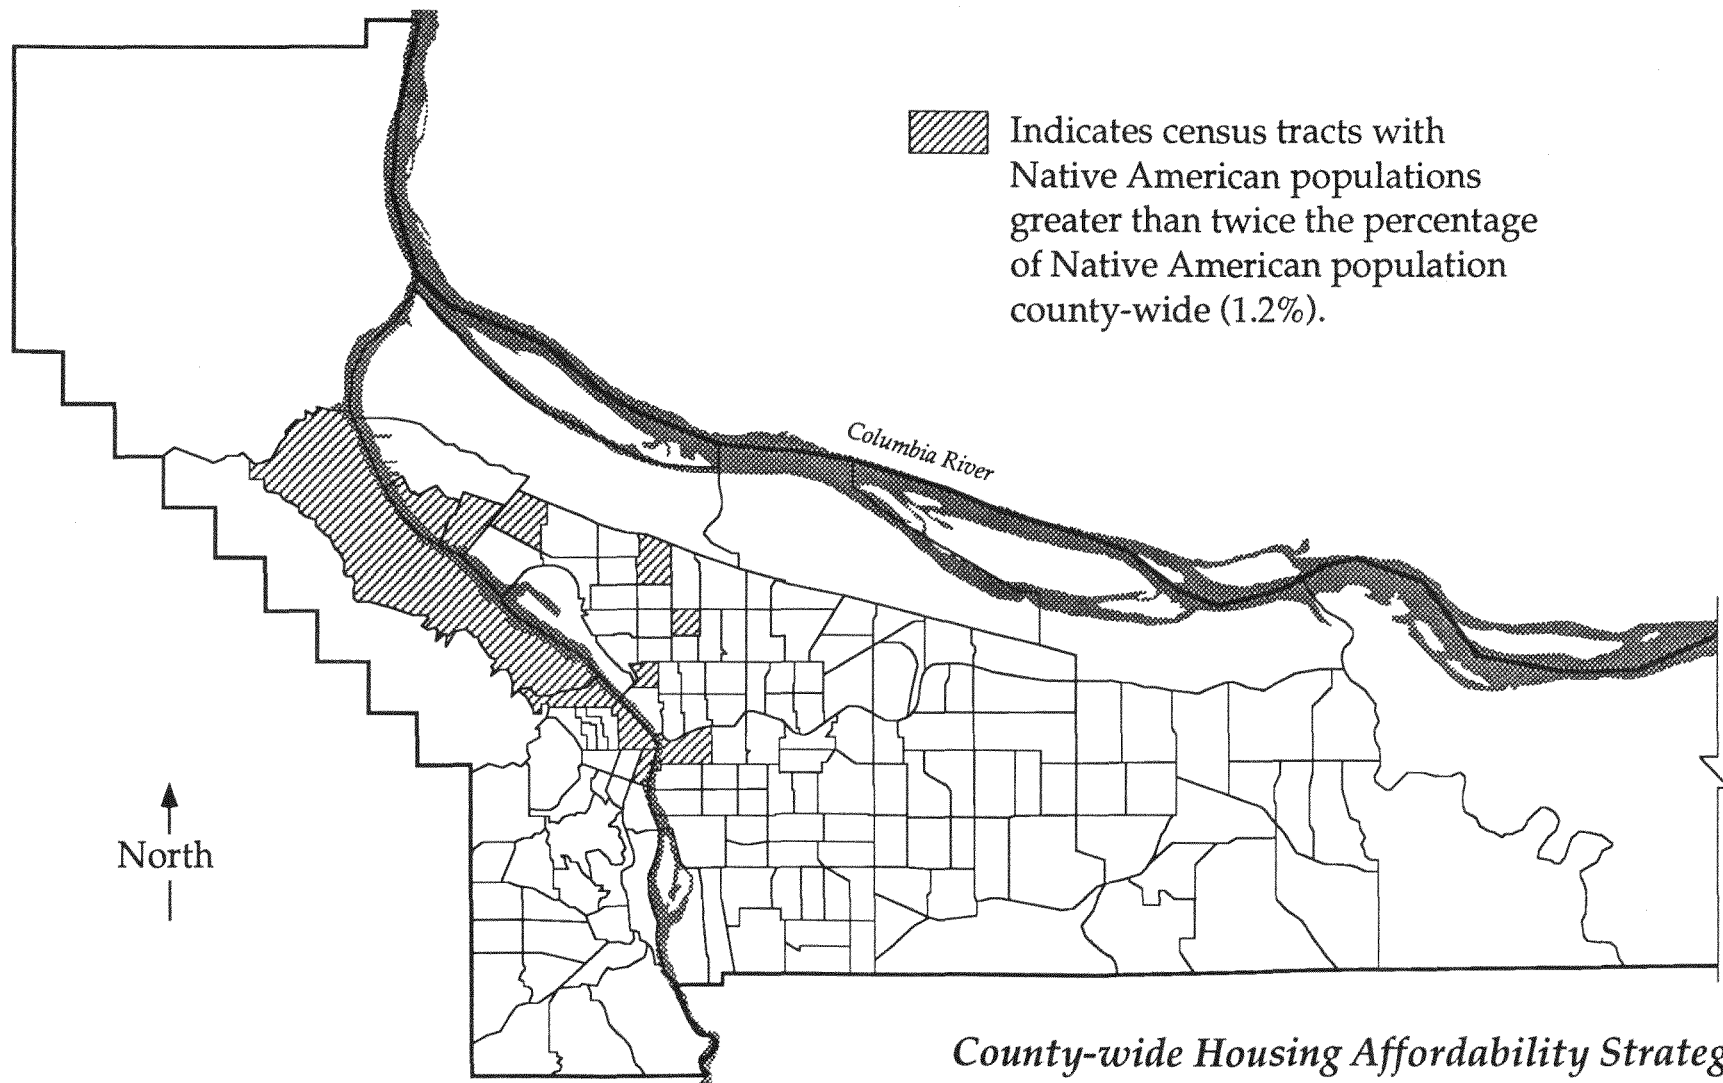 Indicates census tracts with
Native American populations
greater than twice the percentage
of Native American population
county-wide (1.2%).
Columbia River
North
County-wide Housing Affordability Strateg